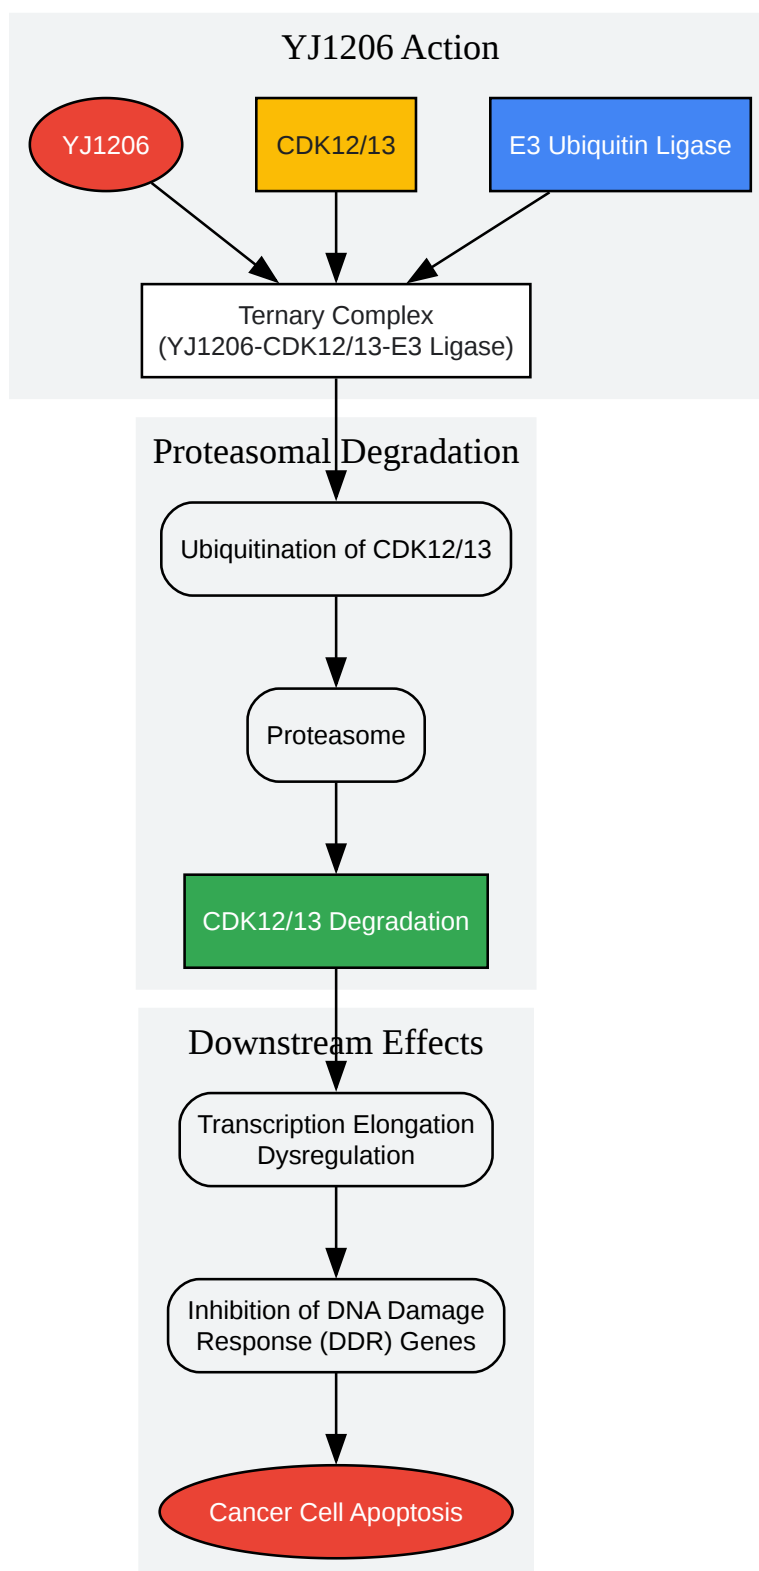 YJ1206 Action
YJ1206
CDK12/13
E3 Ubiquitin Ligase
Ternary Complex
(YJ1206-CDK12/13-E3 Ligase)
Proteasomal Degradation
Ubiquitination of CDK12/13
Proteasome
CDK12/13 Degradation
Downstream Effects
Transcription Elongation
Dysregulation
Inhibition of DNA Damage
Response (DDR) Genes
Cancer Cell Apoptosis